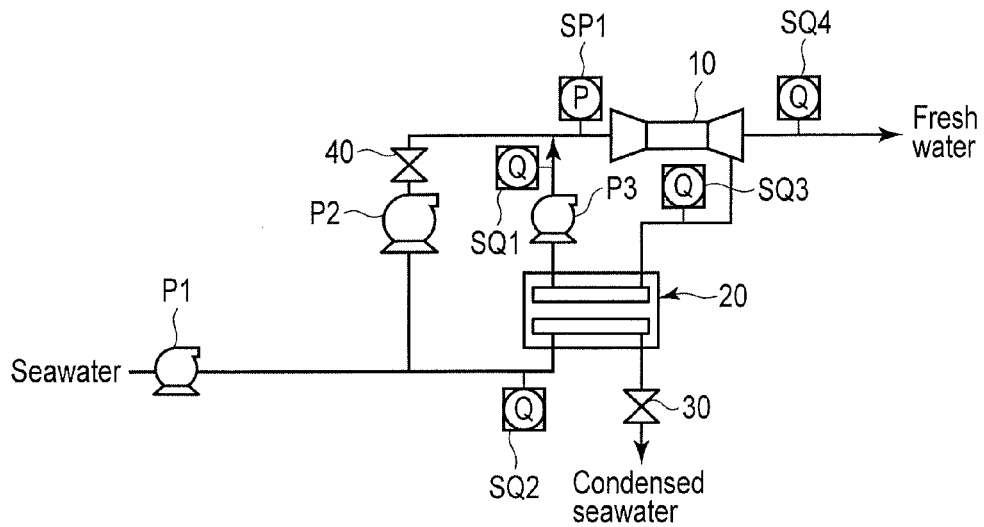 SP1
SQ4
10
P
Q
Fresh
water
40
Q
Q
SQ3
P2
SQ1
P3
P1
20
Seawater
Q
30
SQ2
Condensed
seawater